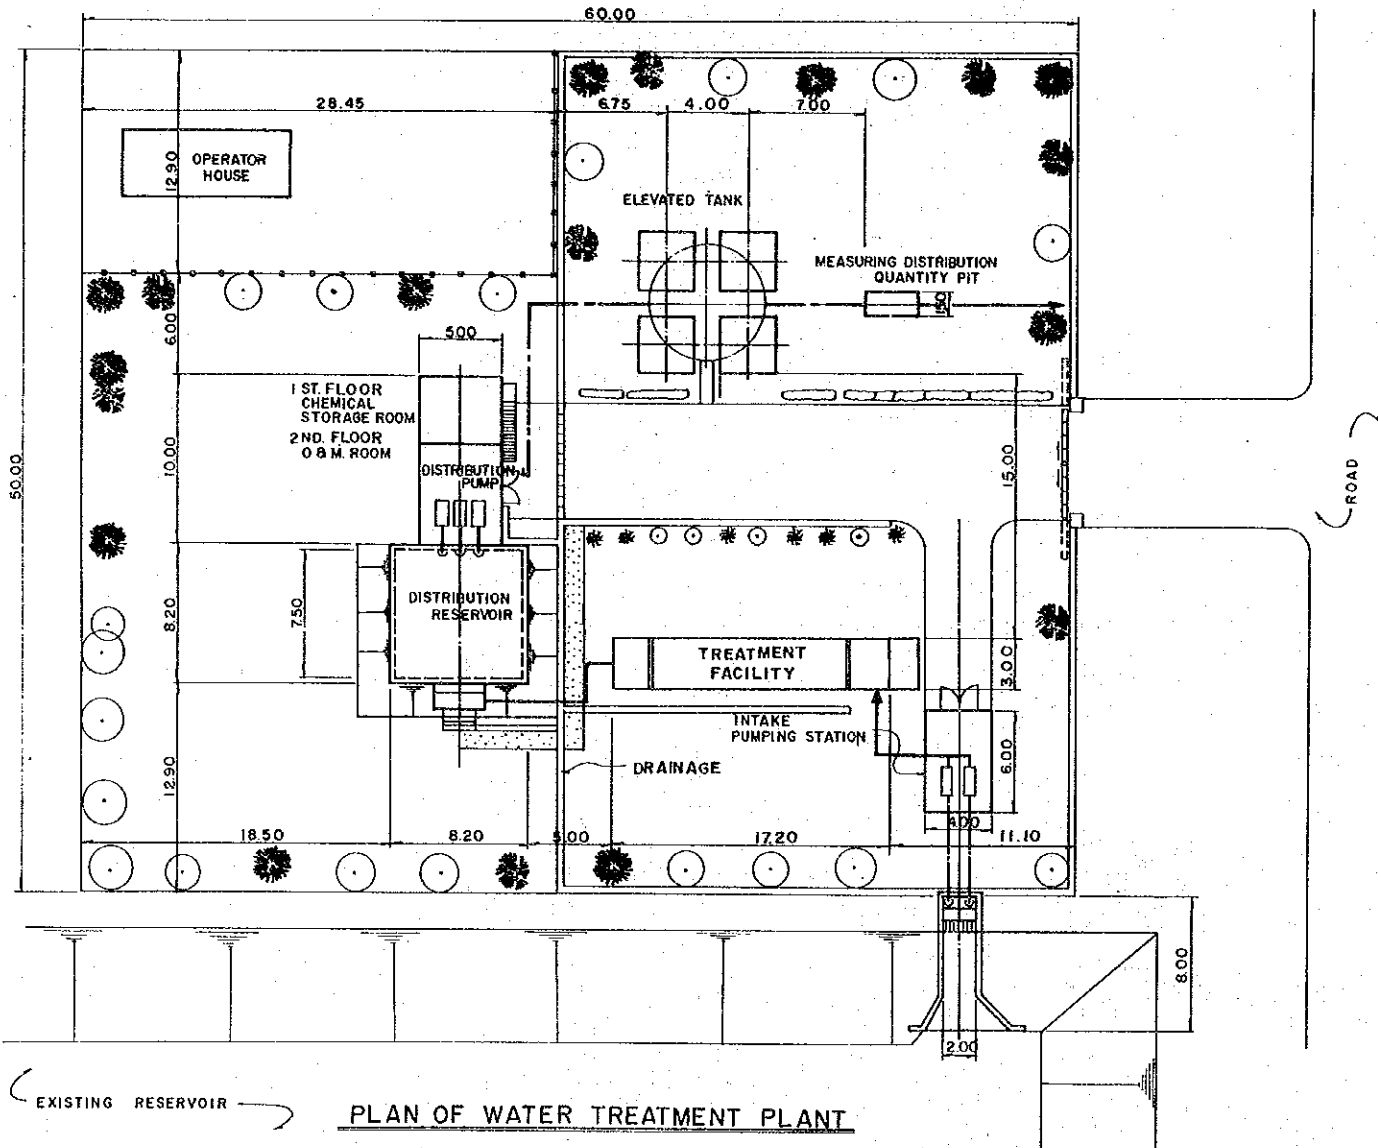 60.00
28.45
6.75
4.00
7.00
OPERATOR
HOUSE
12.90
ELEVATED TANK
MEASURING DISTRIBUTION
QUANTITY PIT
1.50
6.00
5.00
1 ST. FLOOR
CHEMICAL
STORAGE ROOM
2ND. FLOOR
O & M. ROOM
DISTRIBUTION
PUMP
10.00
50.00
15.00
ROAD
DISTRIBUTION
RESERVOIR
7.50
8.20
TREATMENT
FACILITY
3.00
INTAKE
PUMPING STATION
6.00
DRAINAGE
12.90
4.00
18.50
8.20
5.00
17.20
11.10
8.00
2.00
EXISTING RESERVOIR
PLAN OF WATER TREATMENT PLANT